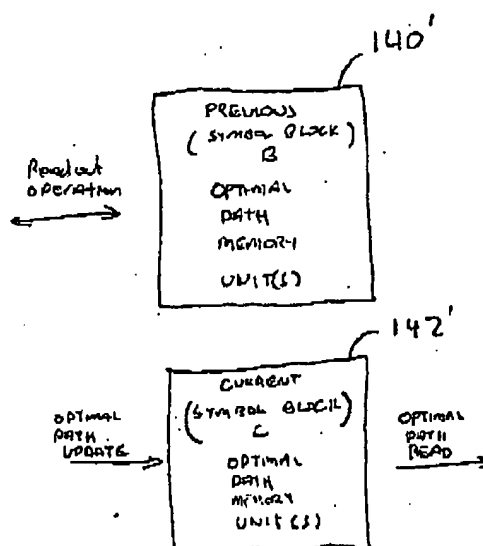 140'
PREVIOUS
(SYMBOL BLOCK)
B
Readout
OPERATION
OPTIMAL
PATH
MEMORY
UNIT(S)
142'
CURRENT
(SYMBOL BLOCK)
C
OPTIMAL
PATH
UPDATE
OPTIMAL
PATH
MEMORY
UNIT(S)
OPTIMAL
PATH
READ